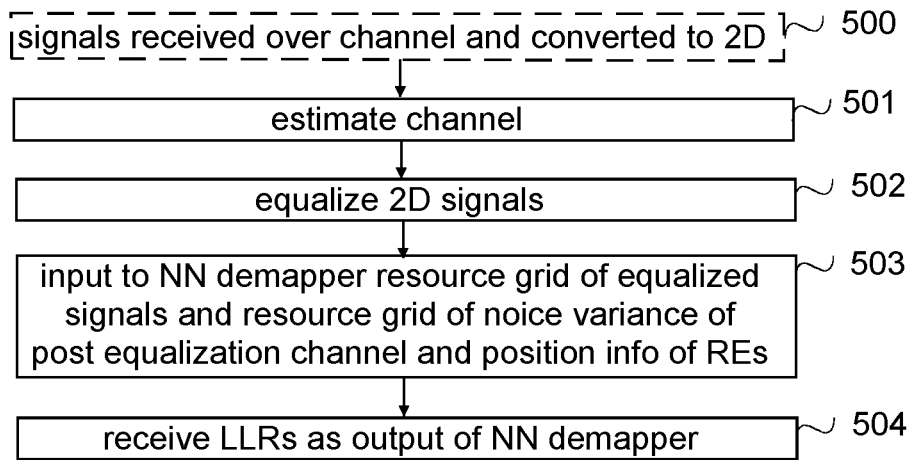 signals received over channel and converted to 2D 500
estimate channel 501
equalize 2D signals 502
input to NN demapper resource grid of equalized 503
signals and resource grid of noice variance of
post equalization channel and position info of REs
receive LLRs as output of NN demapper 504